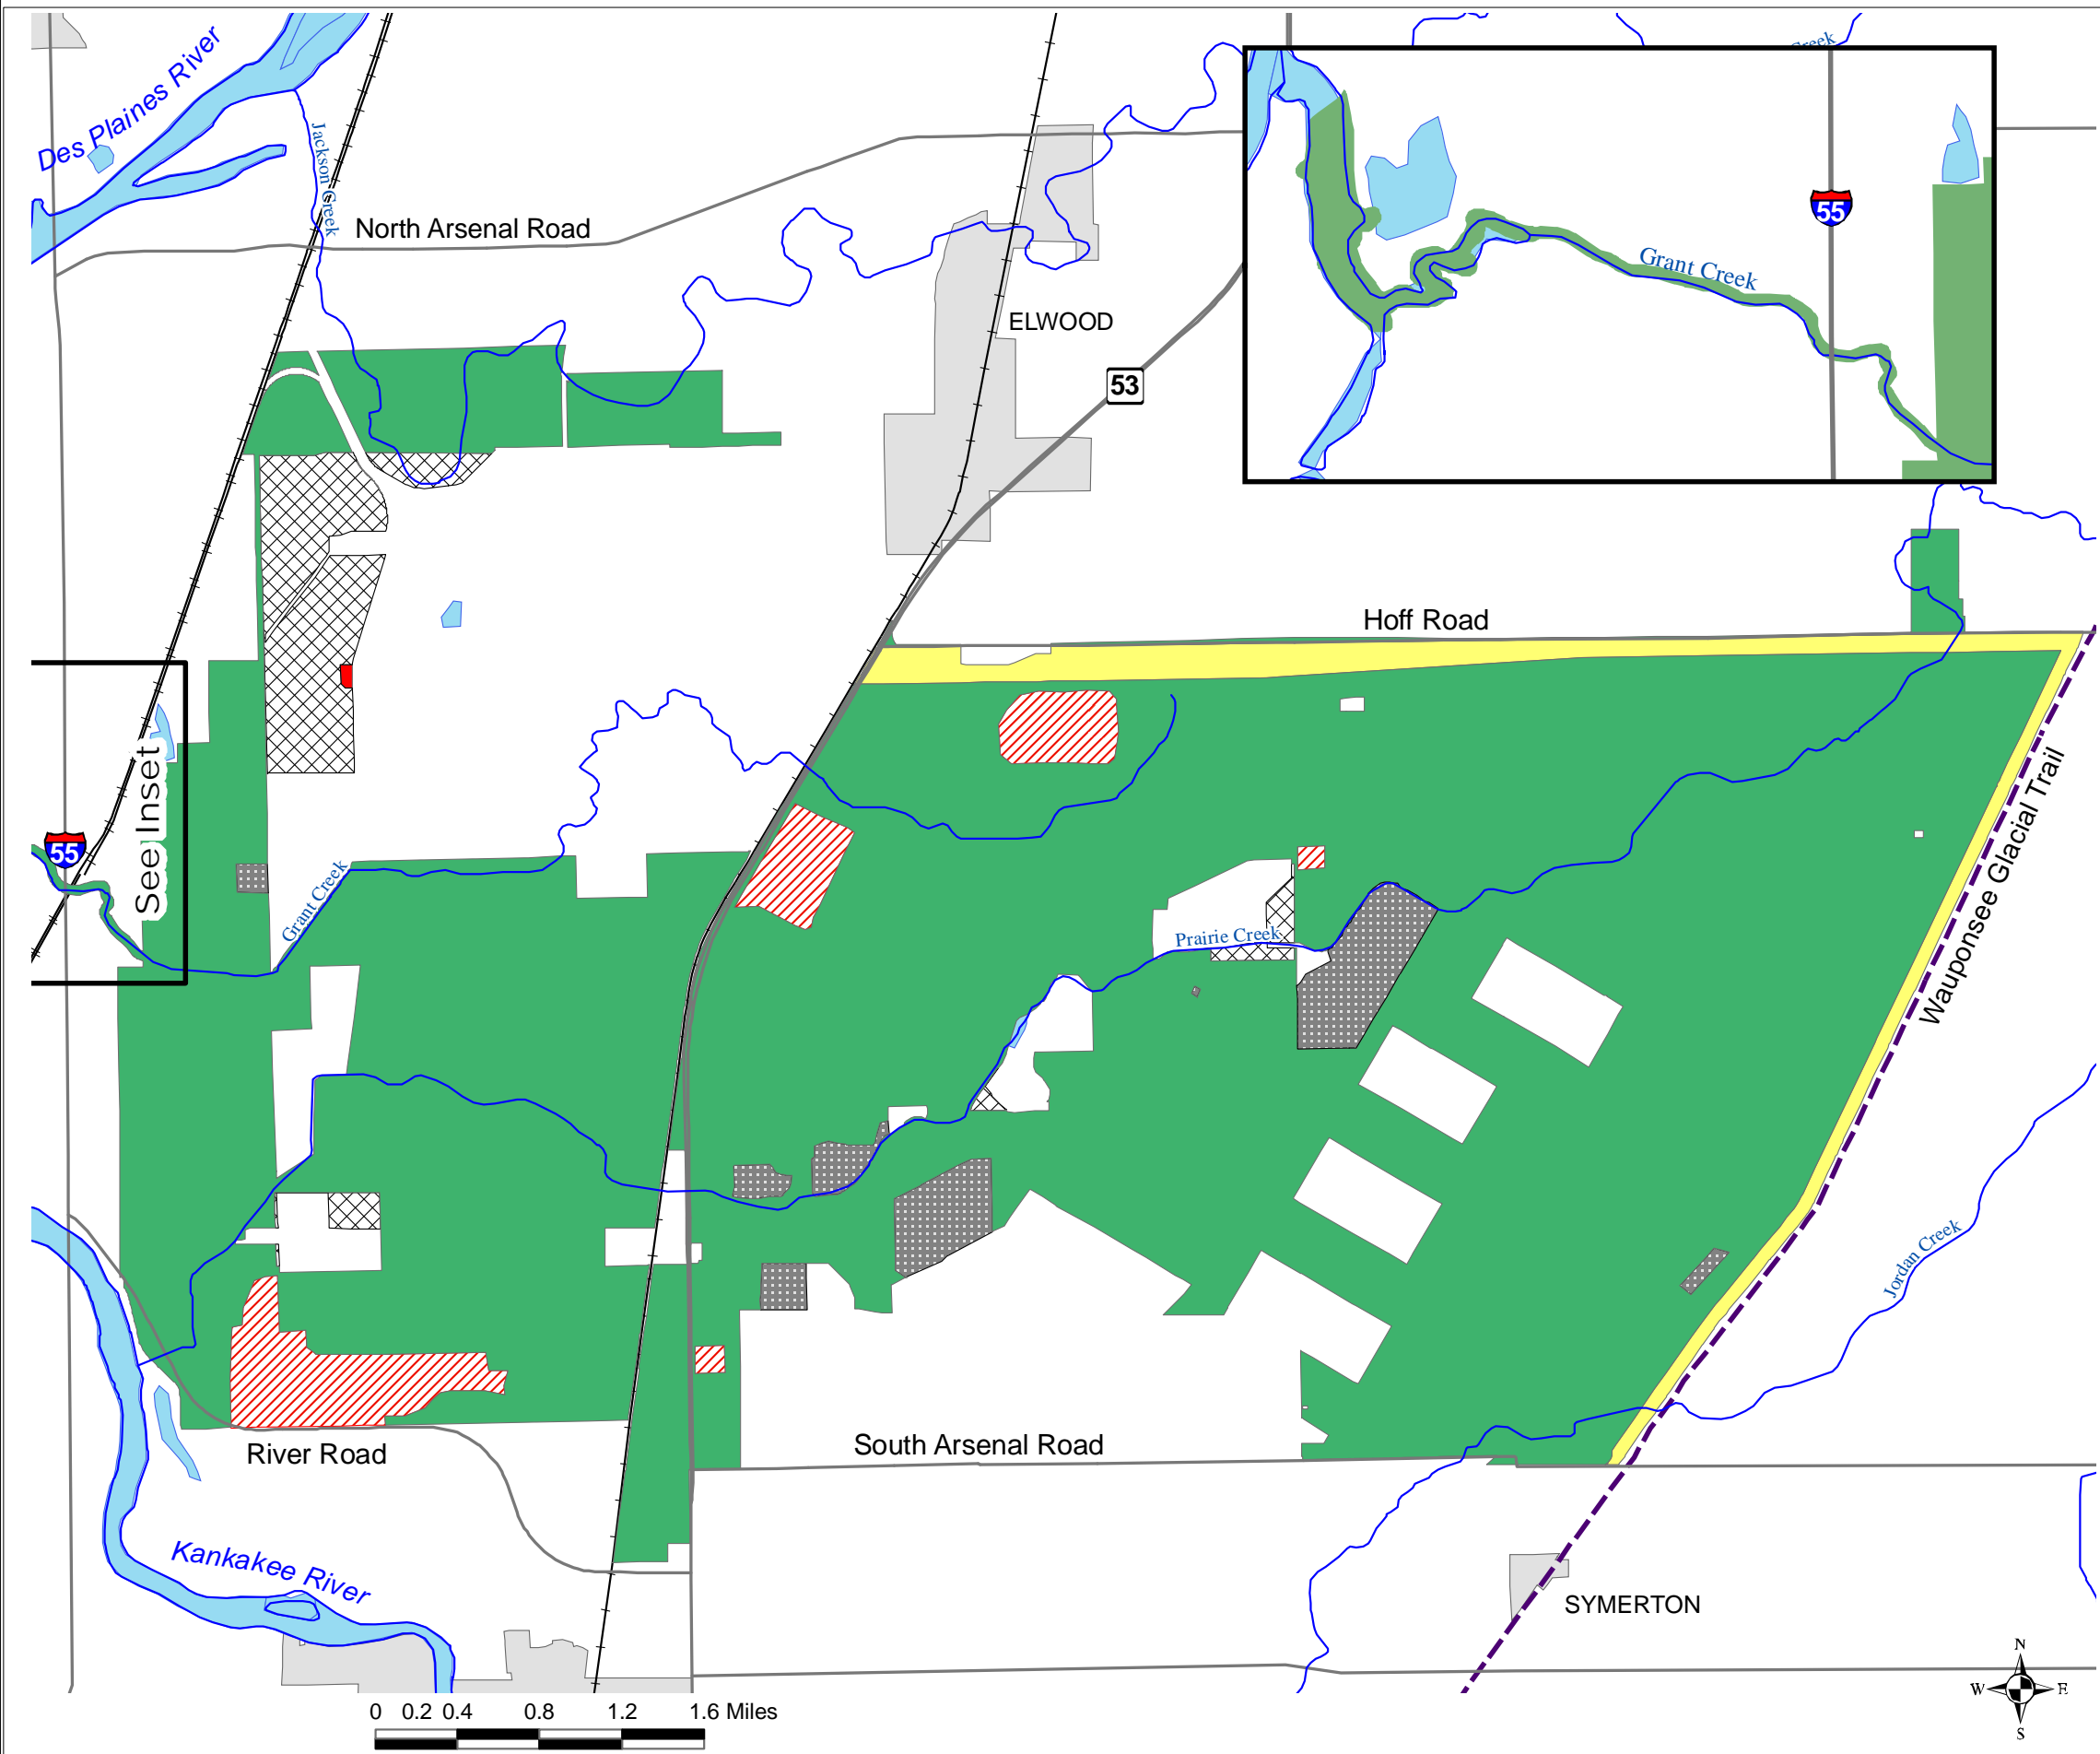 Des Plaines River
Jackson Creek
North Arsenal Road
ELWOOD
53
Creek
55
Grant Creek
Hoff Road
See Inset
55
Grant Creek
Prairie Creek
Wauponsee Glacial Trail
Jordan Creek
River Road
South Arsenal Road
Kankakee River
SYMERTON
N
W E
S
0 0.2 0.4 0.8 1.2 1.6 Miles